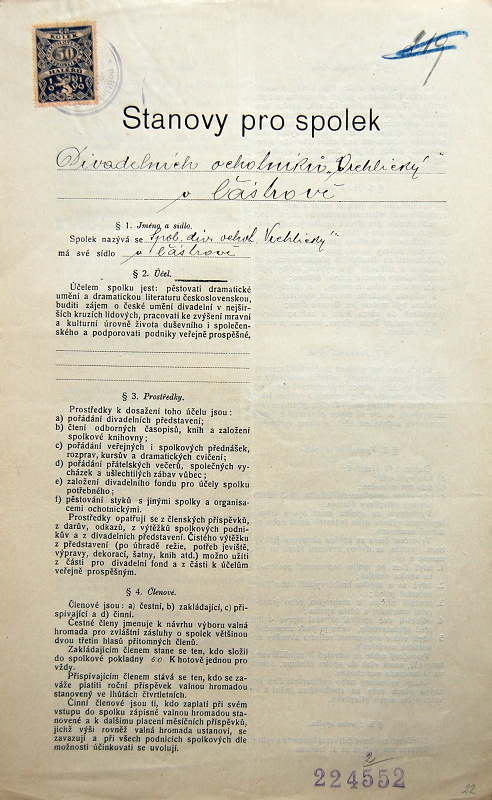 KOLEK
50
HALÉŘŮ
219
Stanovy pro spolek
Divadelních ochotníků „Vrchlický“
v Částrově
§ 1. Jméno, a sídlo.
Spolek nazývá se Spol. div. ochot. „Vrchlický“
má své sídlo v Částrově
§ 2. Účel.
Účelem spolku jest: pěstovati dramatické
umění a dramatickou literaturu československou,
buditi zájem o české umění divadelní v nejšir-
ších kruzích lidových, pracovati ke zvýšení mravní
a kulturní úrovně života duševního i společen-
ského a podporovati podniky veřejně prospěšné,
§ 3. Prostředky.
Prostředky k dosažení toho účelu jsou:
a) pořádání divadelních představení;
b) čtení odborných časopisů, knih a založení
spolkové knihovny;
c) pořádání veřejných i spolkových přednášek,
rozprav, kursův a dramatických cvičení;
d) pořádání přátelských večerů, společných vy-
cházek a ušlechtilých zábav vůbec;
e) založení divadelního fondu pro účely spolku
potřebného;
f) pěstování styků s jinými spolky a organisa-
cemi ochotnickými.
Prostředky opatřují se z členských příspěvků,
z darův, odkazů, z výtěžků spolkových podni-
kův a z divadelních představení. Čistého výtěžku
z představení (po úhradě režie, potřeb jeviště,
výpravy, dekorací, šatny, knih atd.) možno užíti
z části pro divadelní fond a z části k účelům
veřejně prospěšným.
§ 4. Členové.
Členové jsou: a) čestní, b) zakládající, c) při-
spívající a d) činní.
Čestné členy jmenuje k návrhu výboru valná
hromada pro zvláštní zásluhy o spolek většinou
dvou třetin hlasů přítomných členů.
Zakládajícím členem stane se ten, kdo složil
do spolkové pokladny 50 K hotově jednou pro
vždy.
Přispívajícím členem stává se ten, kdo se za-
váže platiti roční příspěvek valnou hromadou
stanovený ve lhůtách čtvrtletních.
Činní členové jsou ti, kdo zaplatí při svém
vstupu do spolku zápisné valnou hromadou stano-
vené a k dalšímu placení měsíčních příspěvků,
jichž výši rovněž valná hromada ustanoví, se
zavazují a při všech podnicích spolkových dle
možnosti účinkovati se uvolují.
2
224552
22